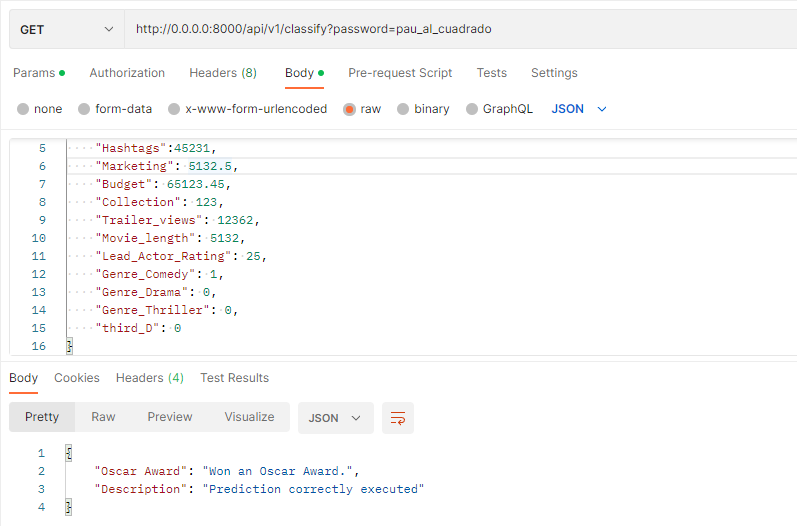 GET http://0.0.0.0:8000/api/v1/classify?password=pau_al_cuadrado
Params Authorization Headers (8) Body Pre-request Script Tests Settings
none form-data x-www-form-urlencoded raw binary GraphQL JSON
5 "Hashtags":45231,
6 "Marketing": 5132.5,
7 "Budget": 65123.45,
8 "Collection": 123,
9 "Trailer_views": 12362,
10 "Movie_length": 5132,
11 "Lead_Actor_Rating": 25,
12 "Genre_Comedy": 1,
13 "Genre_Drama": 0,
14 "Genre_Thriller": 0,
15 "third_D": 0
16 }
Body Cookies Headers (4) Test Results
Pretty Raw Preview Visualize JSON
1 {
2 "Oscar Award": "Won an Oscar Award.",
3 "Description": "Prediction correctly executed"
4 }